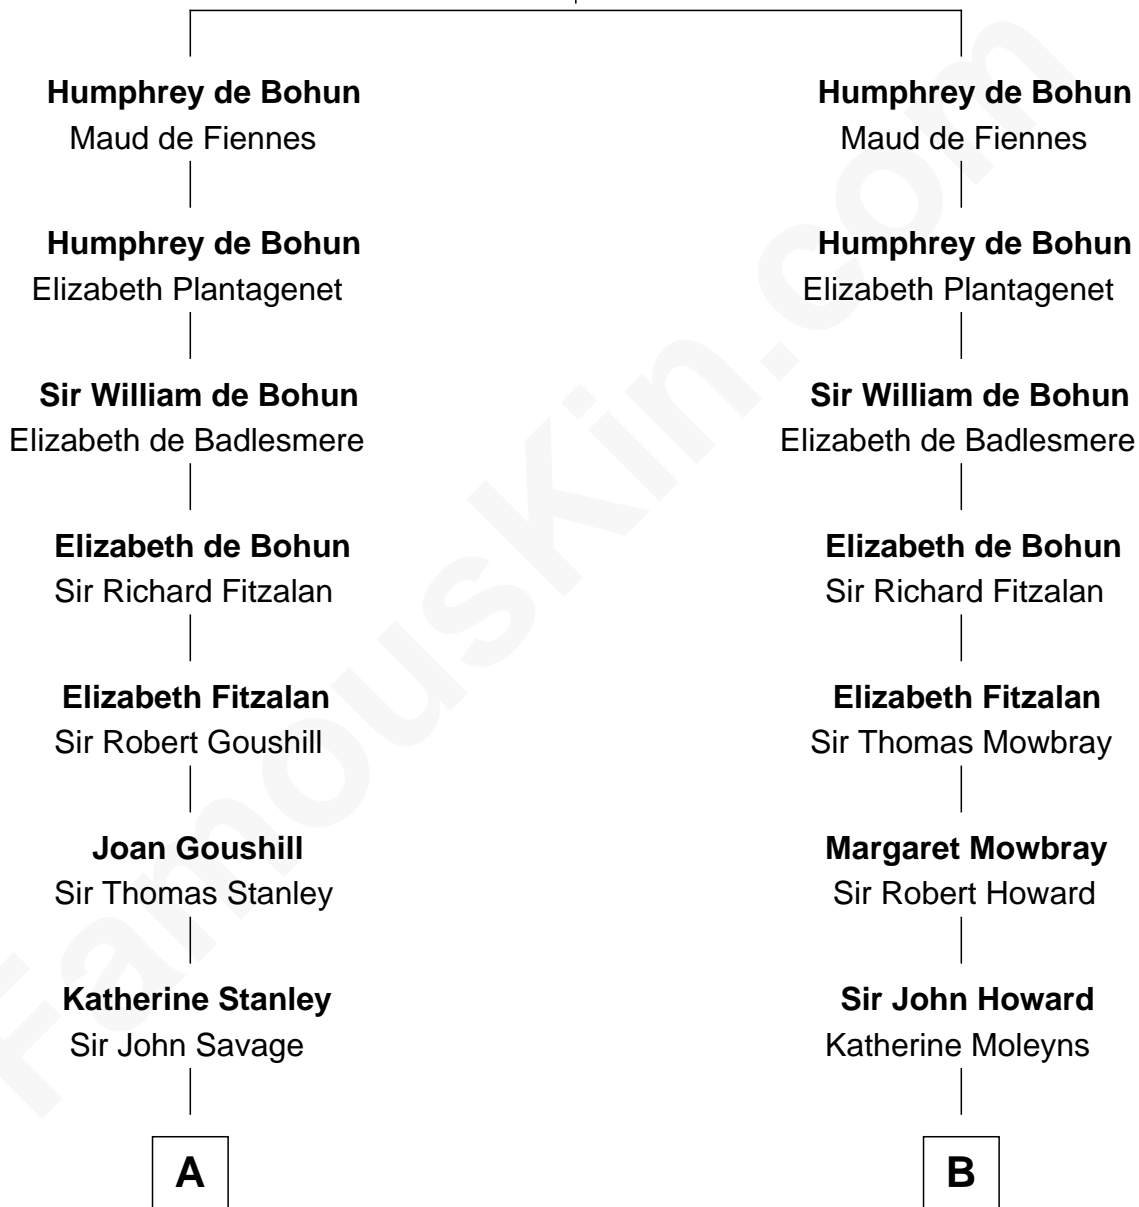 Humphrey de Bohun
Maud de Fiennes
Humphrey de Bohun
Elizabeth Plantagenet
Sir William de Bohun
Elizabeth de Badlesmere
Elizabeth de Bohun
Sir Richard Fitzalan
Elizabeth Fitzalan
Sir Robert Goushill
Joan Goushill
Sir Thomas Stanley
Katherine Stanley
Sir John Savage
A
Humphrey de Bohun
Maud de Fiennes
Humphrey de Bohun
Elizabeth Plantagenet
Sir William de Bohun
Elizabeth de Badlesmere
Elizabeth de Bohun
Sir Richard Fitzalan
Elizabeth Fitzalan
Sir Thomas Mowbray
Margaret Mowbray
Sir Robert Howard
Sir John Howard
Katherine Moleyns
B
FamousKin.com